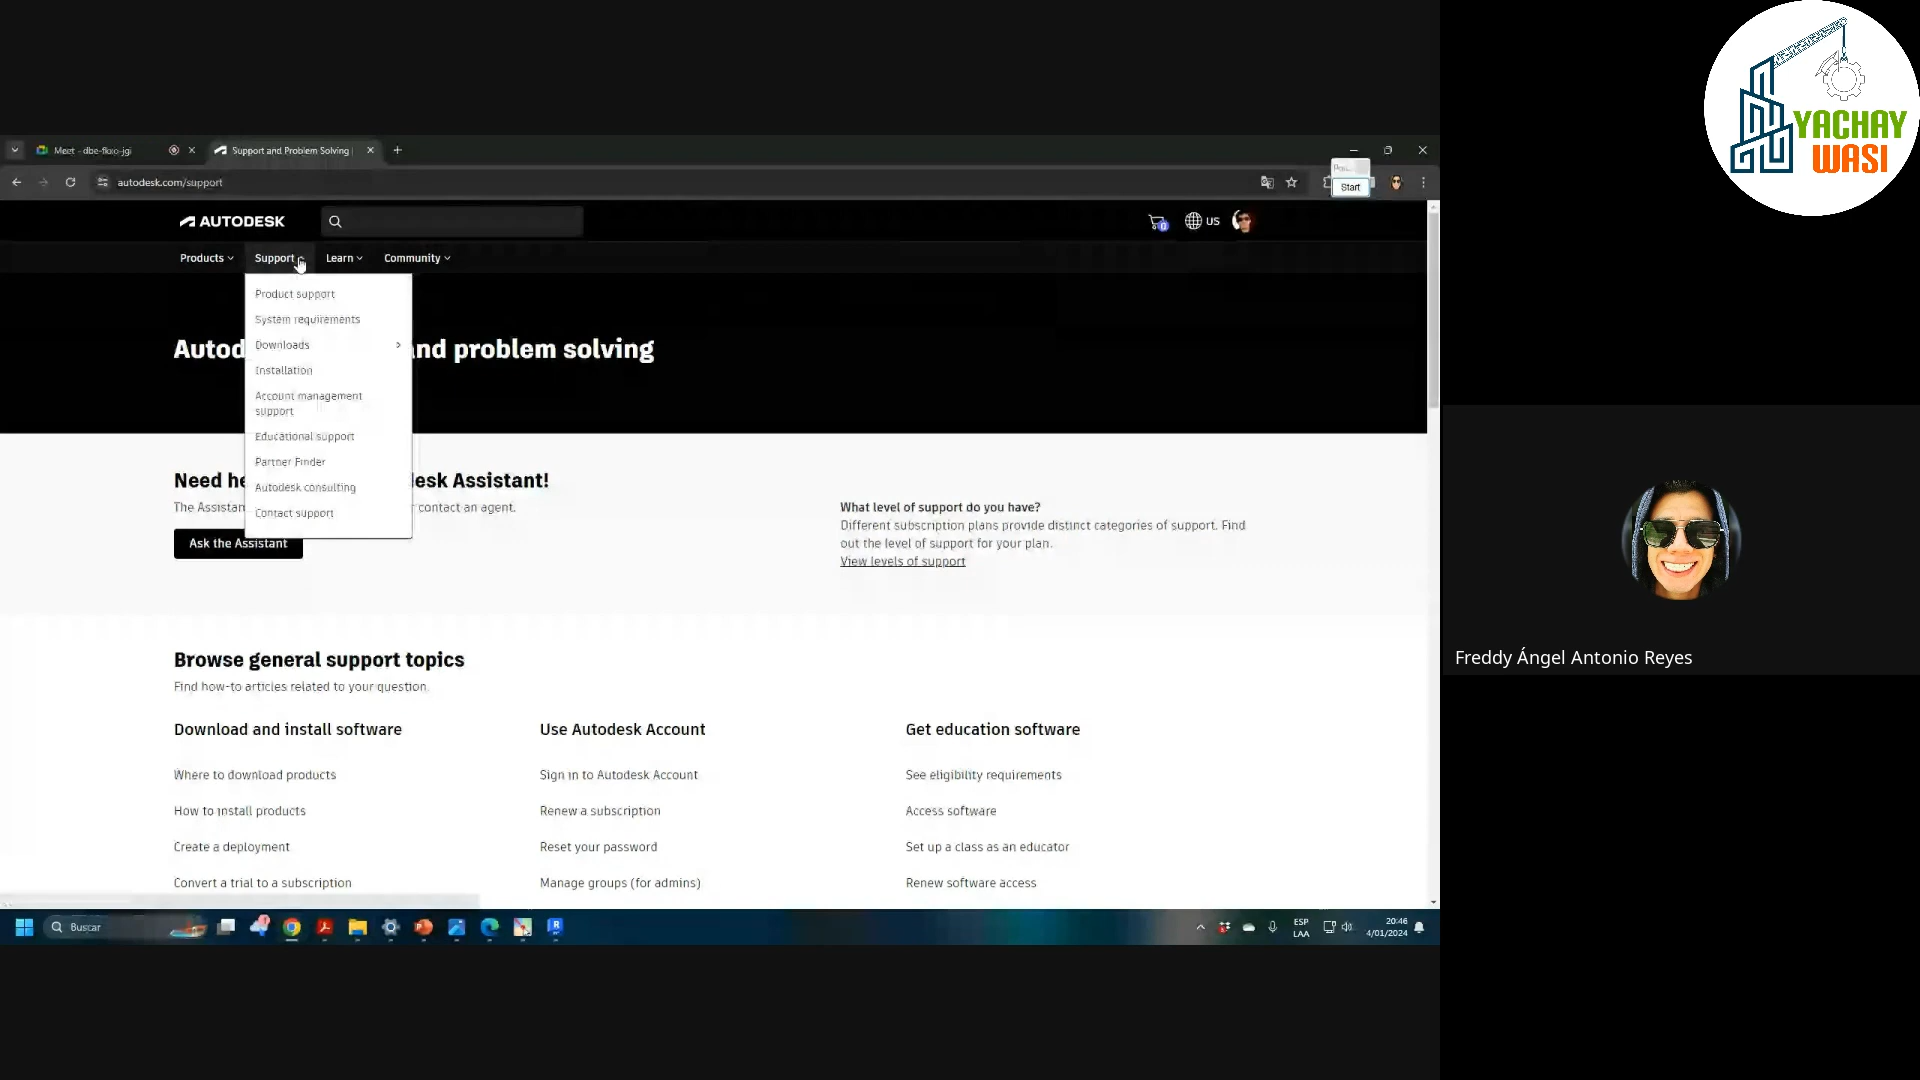 YACHAY
WASI
Meet - dbe-fkxo-jgi
Support and Problem Solving |
autodesk.com/support
Start
AUTODESK
US
Products
Support
Learn
Community
Product support
System requirements
Downloads
Installation
Account management
support
Educational support
Partner Finder
Autodesk consulting
Contact support
Autod
nd problem solving
Need he
esk Assistant!
The Assistan
contact an agent.
Ask the Assistant
What level of support do you have?
Different subscription plans provide distinct categories of support. Find
out the level of support for your plan.
View levels of support
Browse general support topics
Find how-to articles related to your question.
Download and install software
Where to download products
How to install products
Create a deployment
Convert a trial to a subscription
Use Autodesk Account
Sign in to Autodesk Account
Renew a subscription
Reset your password
Manage groups (for admins)
Get education software
See eligibility requirements
Access software
Set up a class as an educator
Renew software access
Freddy Ángel Antonio Reyes
Buscar
ESP
LAA
20:46
4/01/2024